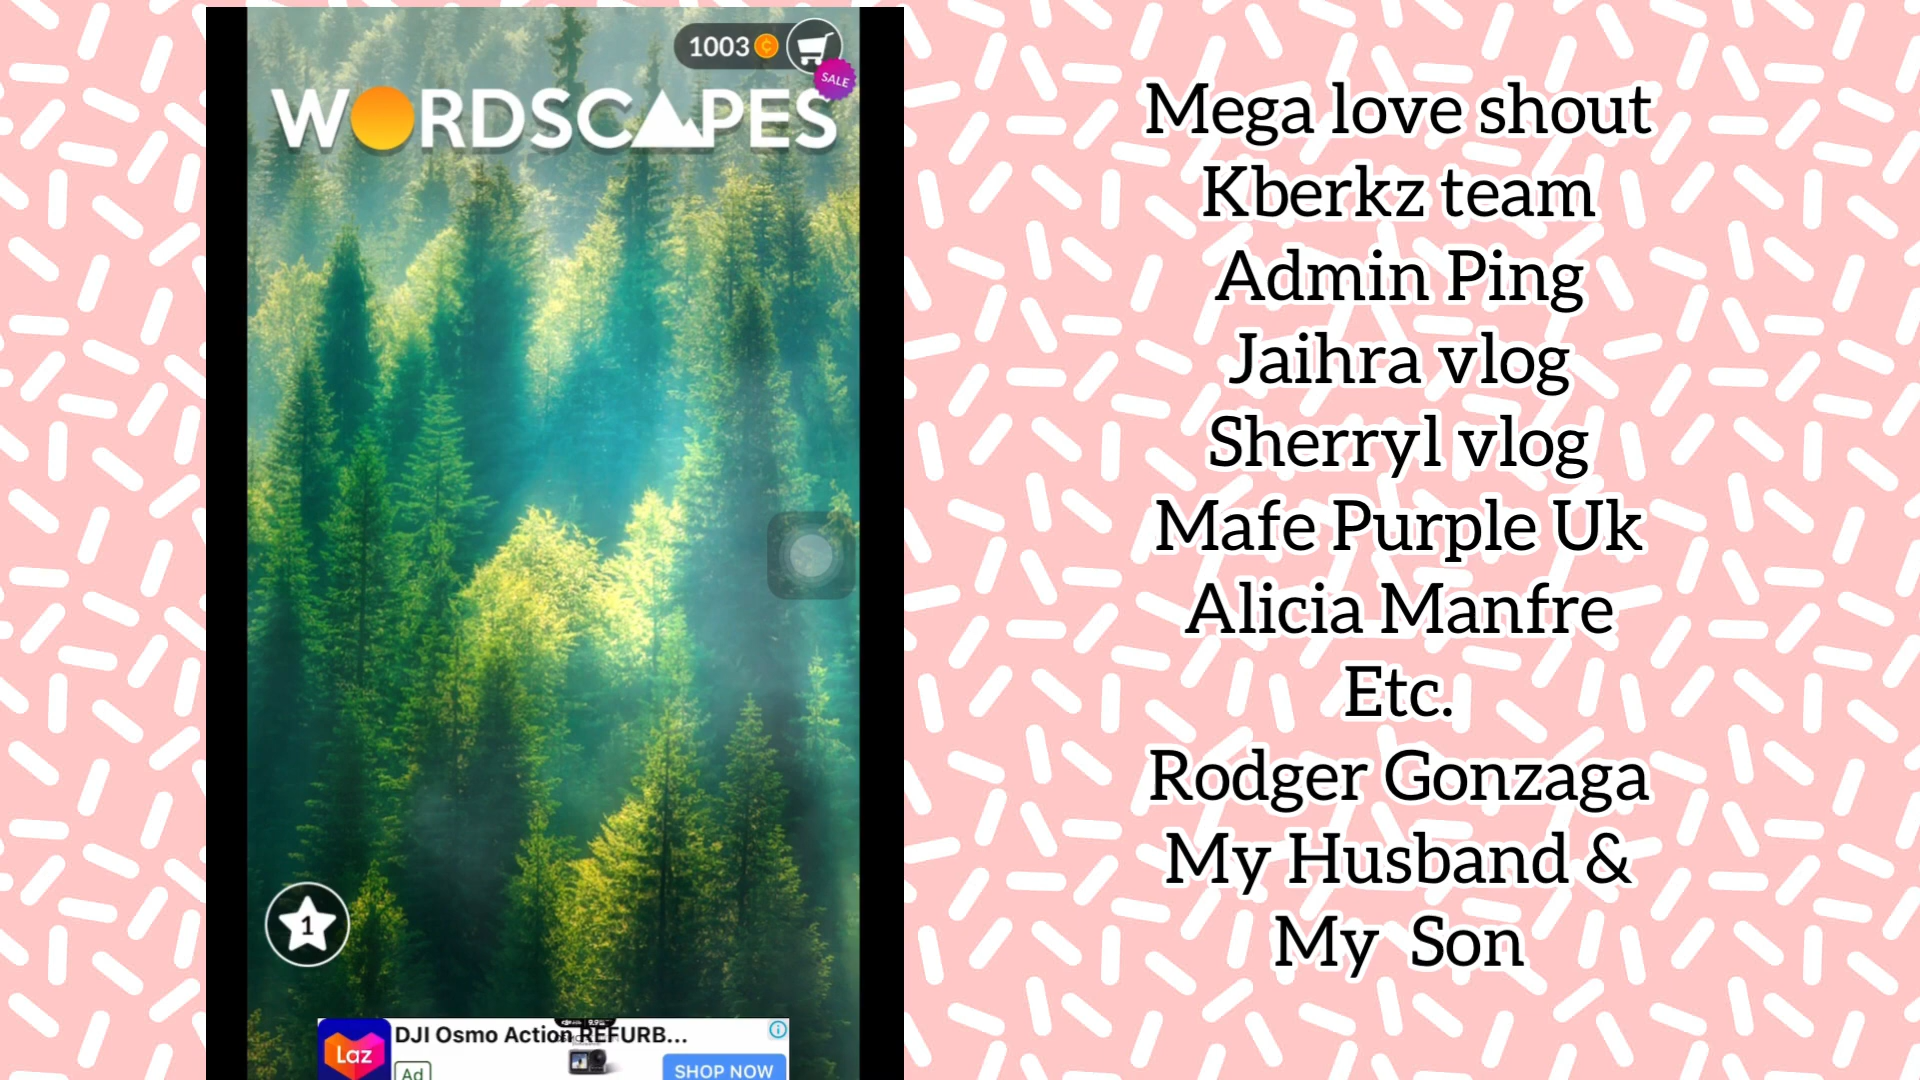 1003
SALE
WORDSCAPES
1
DJI Osmo Action REFURB...
Laz
Ad
SHOP NOW
Mega love shout
Kberkz team
Admin Ping
Jaihra vlog
Sherryl vlog
Mafe Purple Uk
Alicia Manfre
Etc.
Rodger Gonzaga
My Husband &
My Son